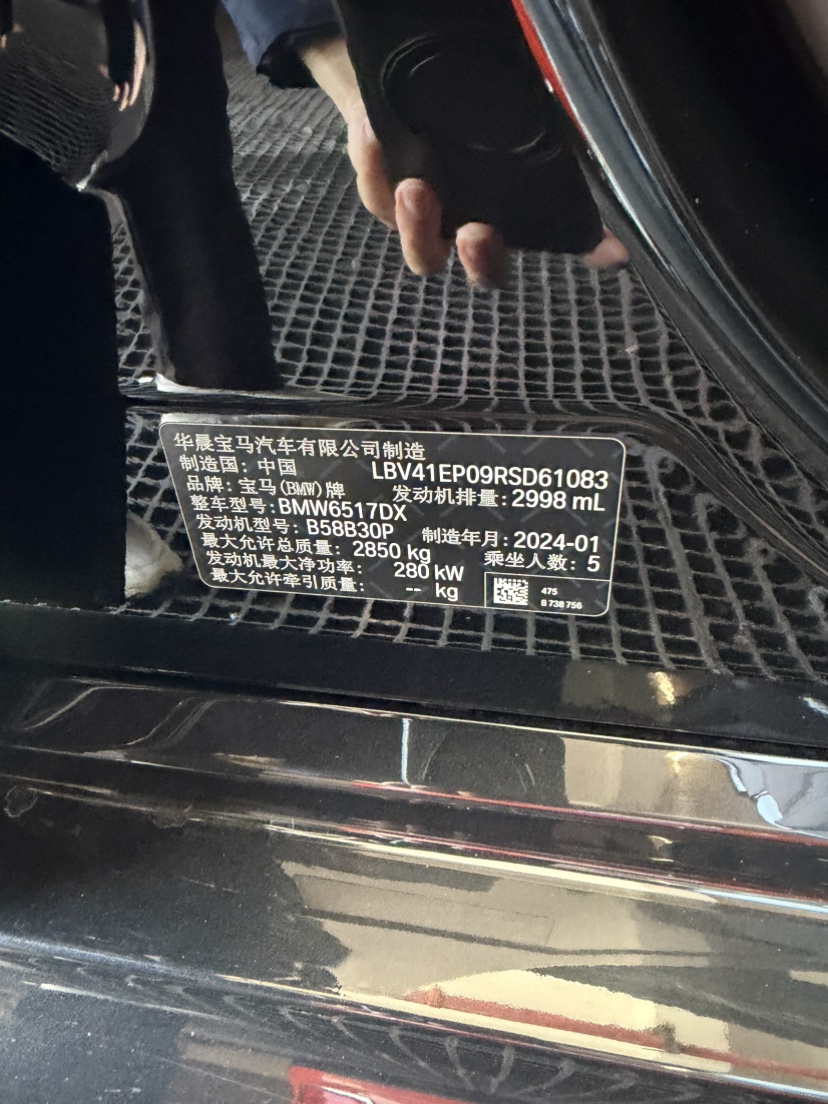 华晨宝马汽车有限公司制造
制造国：中国 LBV41EP09RSD61083
品牌：宝马(BMW)牌 发动机排量：2998 mL
整车型号：BMW6517DX
发动机型号：B58B30P 制造年月：2024-01
最大允许总质量：2850 kg 乘坐人数：5
发动机最大净功率：280 kW
最大允许牵引质量：-- kg
475
8 738 756